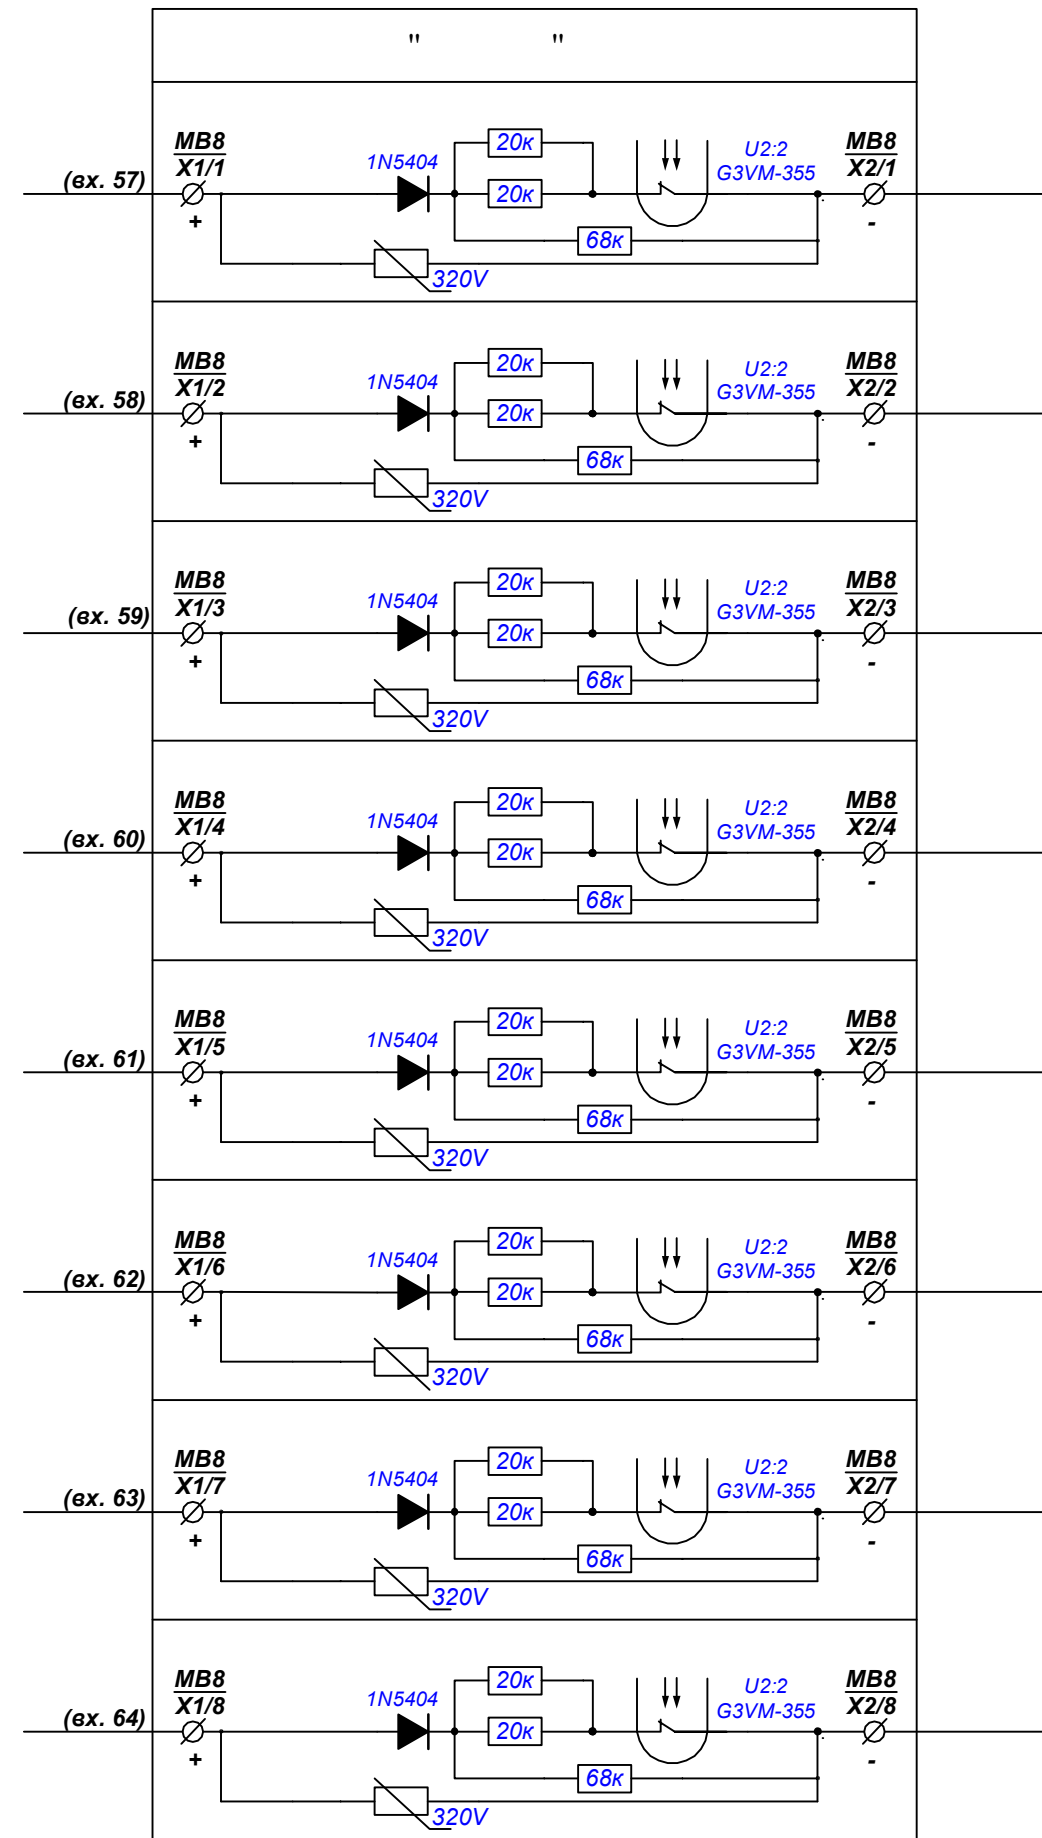 " "
MB8
X1/1
(вх. 57)
+
1N5404
20к
20к
68к
320V
U2:2
G3VM-355
MB8
X2/1
-
MB8
X1/2
(вх. 58)
+
1N5404
20к
20к
68к
320V
U2:2
G3VM-355
MB8
X2/2
-
MB8
X1/3
(вх. 59)
+
1N5404
20к
20к
68к
320V
U2:2
G3VM-355
MB8
X2/3
-
MB8
X1/4
(вх. 60)
+
1N5404
20к
20к
68к
320V
U2:2
G3VM-355
MB8
X2/4
-
MB8
X1/5
(вх. 61)
+
1N5404
20к
20к
68к
320V
U2:2
G3VM-355
MB8
X2/5
-
MB8
X1/6
(вх. 62)
+
1N5404
20к
20к
68к
320V
U2:2
G3VM-355
MB8
X2/6
-
MB8
X1/7
(вх. 63)
+
1N5404
20к
20к
68к
320V
U2:2
G3VM-355
MB8
X2/7
-
MB8
X1/8
(вх. 64)
+
1N5404
20к
20к
68к
320V
U2:2
G3VM-355
MB8
X2/8
-